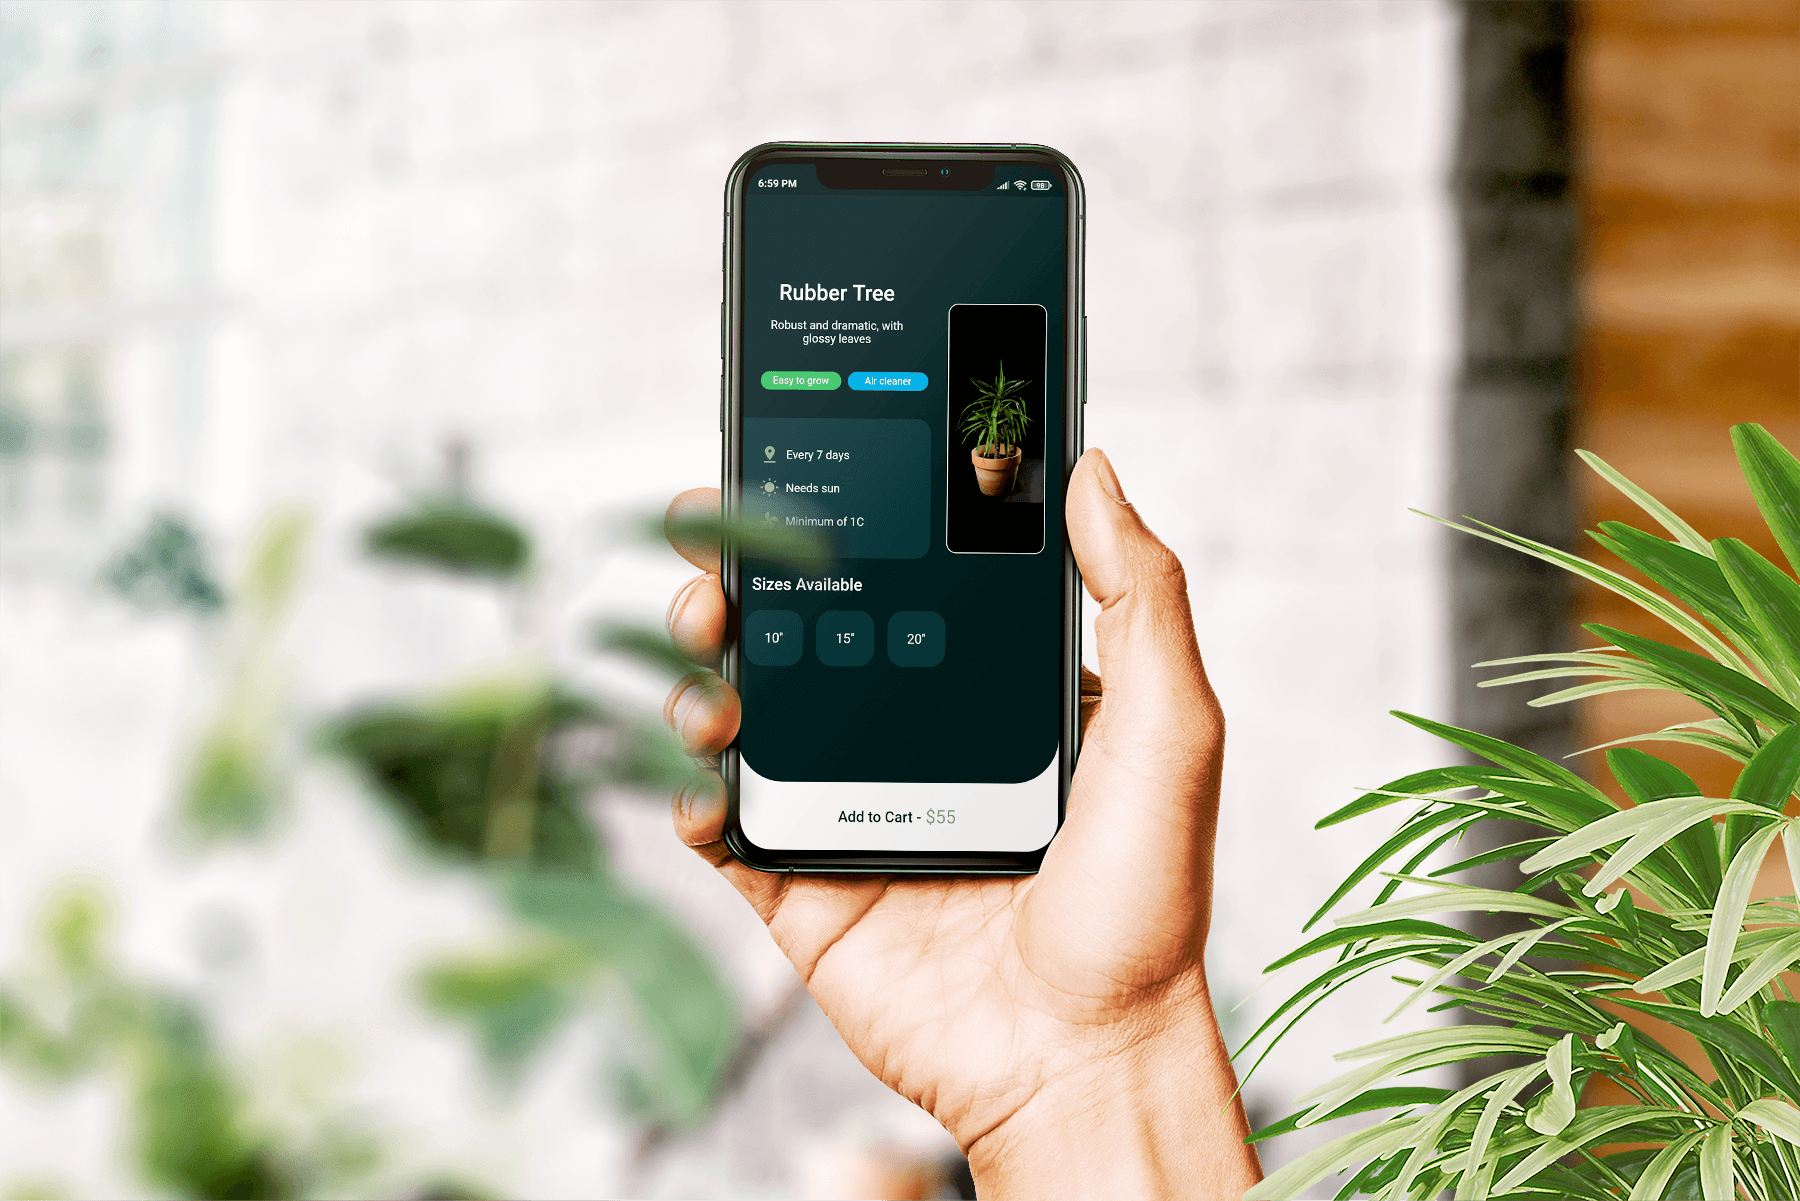 6:59 PM
98
Rubber Tree
Robust and dramatic, with
glossy leaves
Easy to grow
Air cleaner
Every 7 days
Needs sun
Minimum of 1C
Sizes Available
10"
15"
20"
Add to Cart - $55